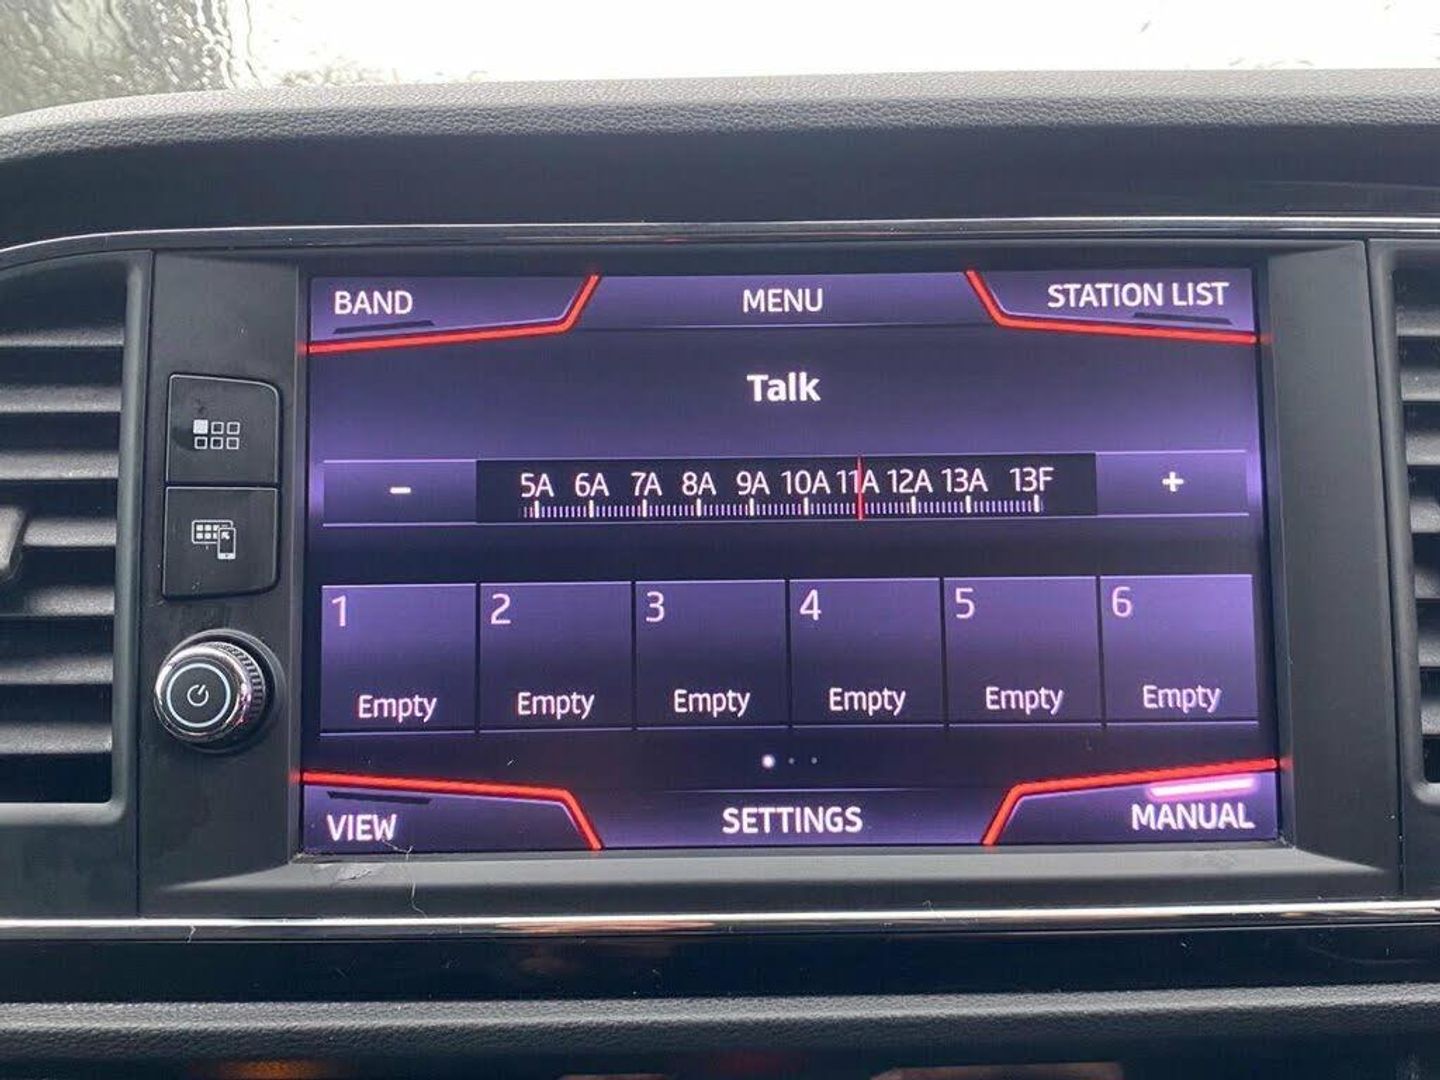 BAND MENU STATION LIST
Talk
- 5A 6A 7A 8A 9A 10A 11A 12A 13A 13F +
1 2 3 4 5 6
Empty Empty Empty Empty Empty Empty
VIEW SETTINGS MANUAL